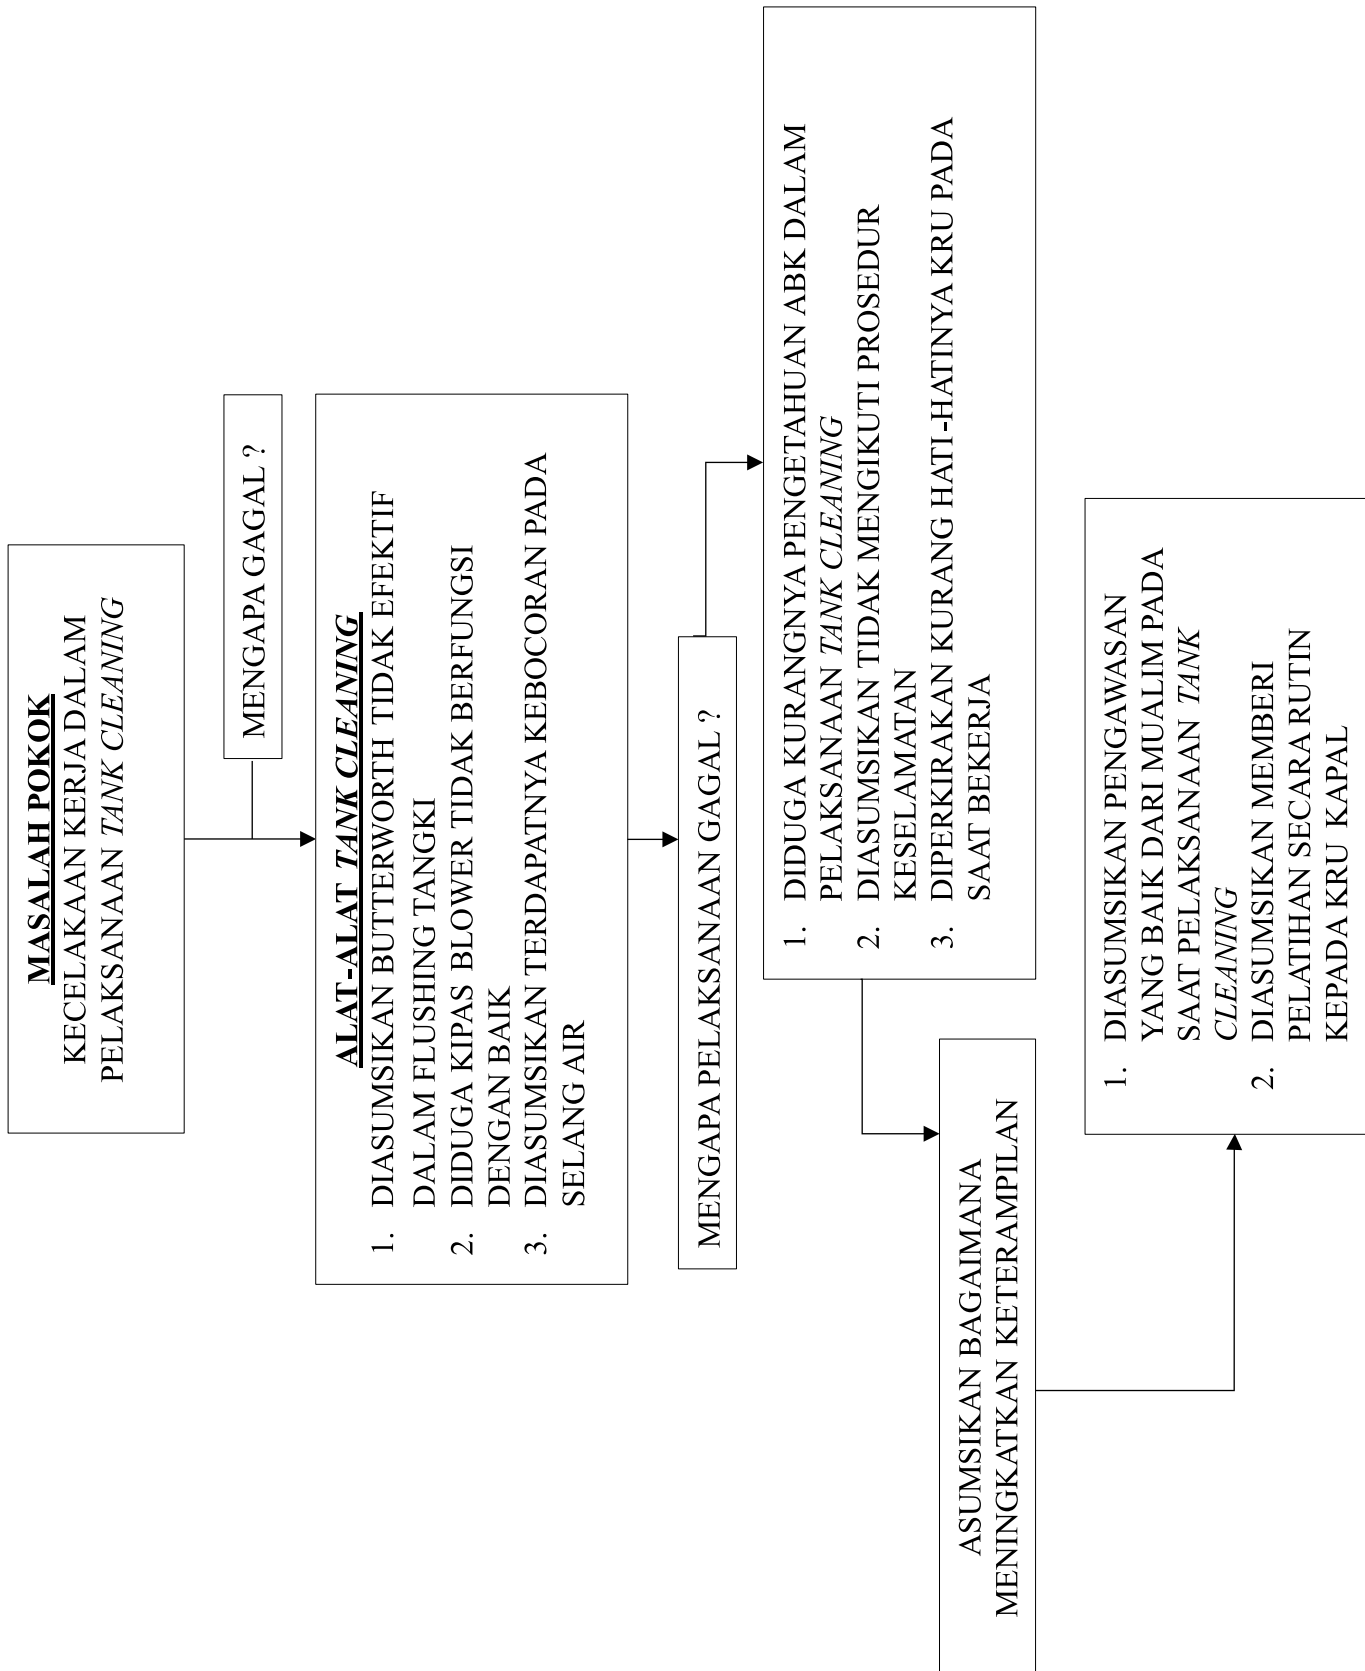 MASALAH POKOK
KECELAKAAN KERJA DALAM
PELAKSANAAN TANK CLEANING
MENGAPA GAGAL ?
ALAT-ALAT TANK CLEANING
1. DIASUMSIKAN BUTTERWORTH TIDAK EFEKTIF
DALAM FLUSHING TANGKI
2. DIDUGA KIPAS BLOWER TIDAK BERFUNGSI
DENGAN BAIK
3. DIASUMSIKAN TERDAPATNYA KEBOCORAN PADA
SELANG AIR
MENGAPA PELAKSANAAN GAGAL ?
1. DIDUGA KURANGNYA PENGETAHUAN ABK DALAM
PELAKSANAAN TANK CLEANING
2. DIASUMSIKAN TIDAK MENGIKUTI PROSEDUR
KESELAMATAN
3. DIPERKIRAKAN KURANG HATI-HATINYA KRU PADA
SAAT BEKERJA
ASUMSIKAN BAGAIMANA
MENINGKATKAN KETERAMPILAN
1. DIASUMSIKAN PENGAWASAN
YANG BAIK DARI MUALIM PADA
SAAT PELAKSANAAN TANK
CLEANING
2. DIASUMSIKAN MEMBERI
PELATIHAN SECARA RUTIN
KEPADA KRU KAPAL